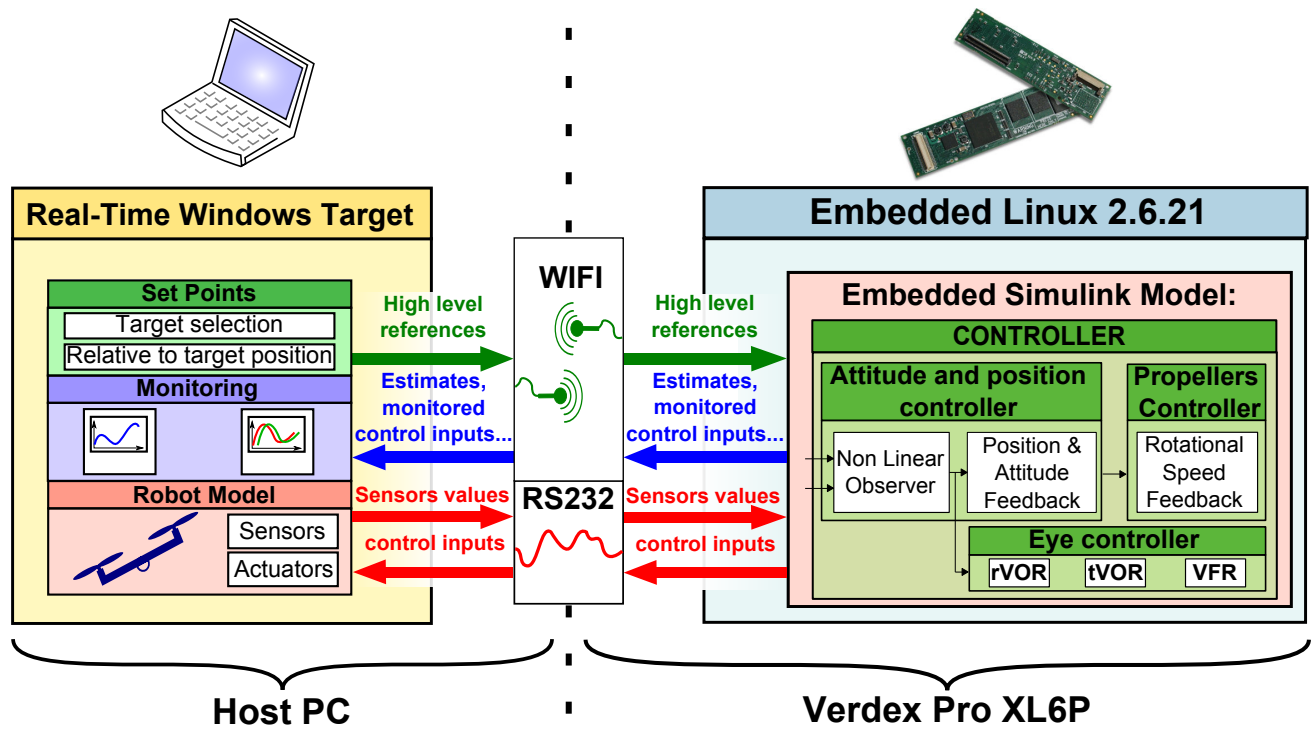 Real-Time Windows Target
Set Points
Target selection
Relative to target position
Monitoring
Robot Model
Sensors
Actuators
High level
references
Estimates,
monitored
control inputs...
Sensors values
control inputs
WIFI
RS232
High level
references
Estimates,
monitored
control inputs...
Sensors values
control inputs
Embedded Linux 2.6.21
Embedded Simulink Model:
CONTROLLER
Attitude and position
controller
Non Linear
Observer
Position &
Attitude
Feedback
Propellers
Controller
Rotational
Speed
Feedback
Eye controller
rVOR
tVOR
VFR
Host PC
Verdex Pro XL6P